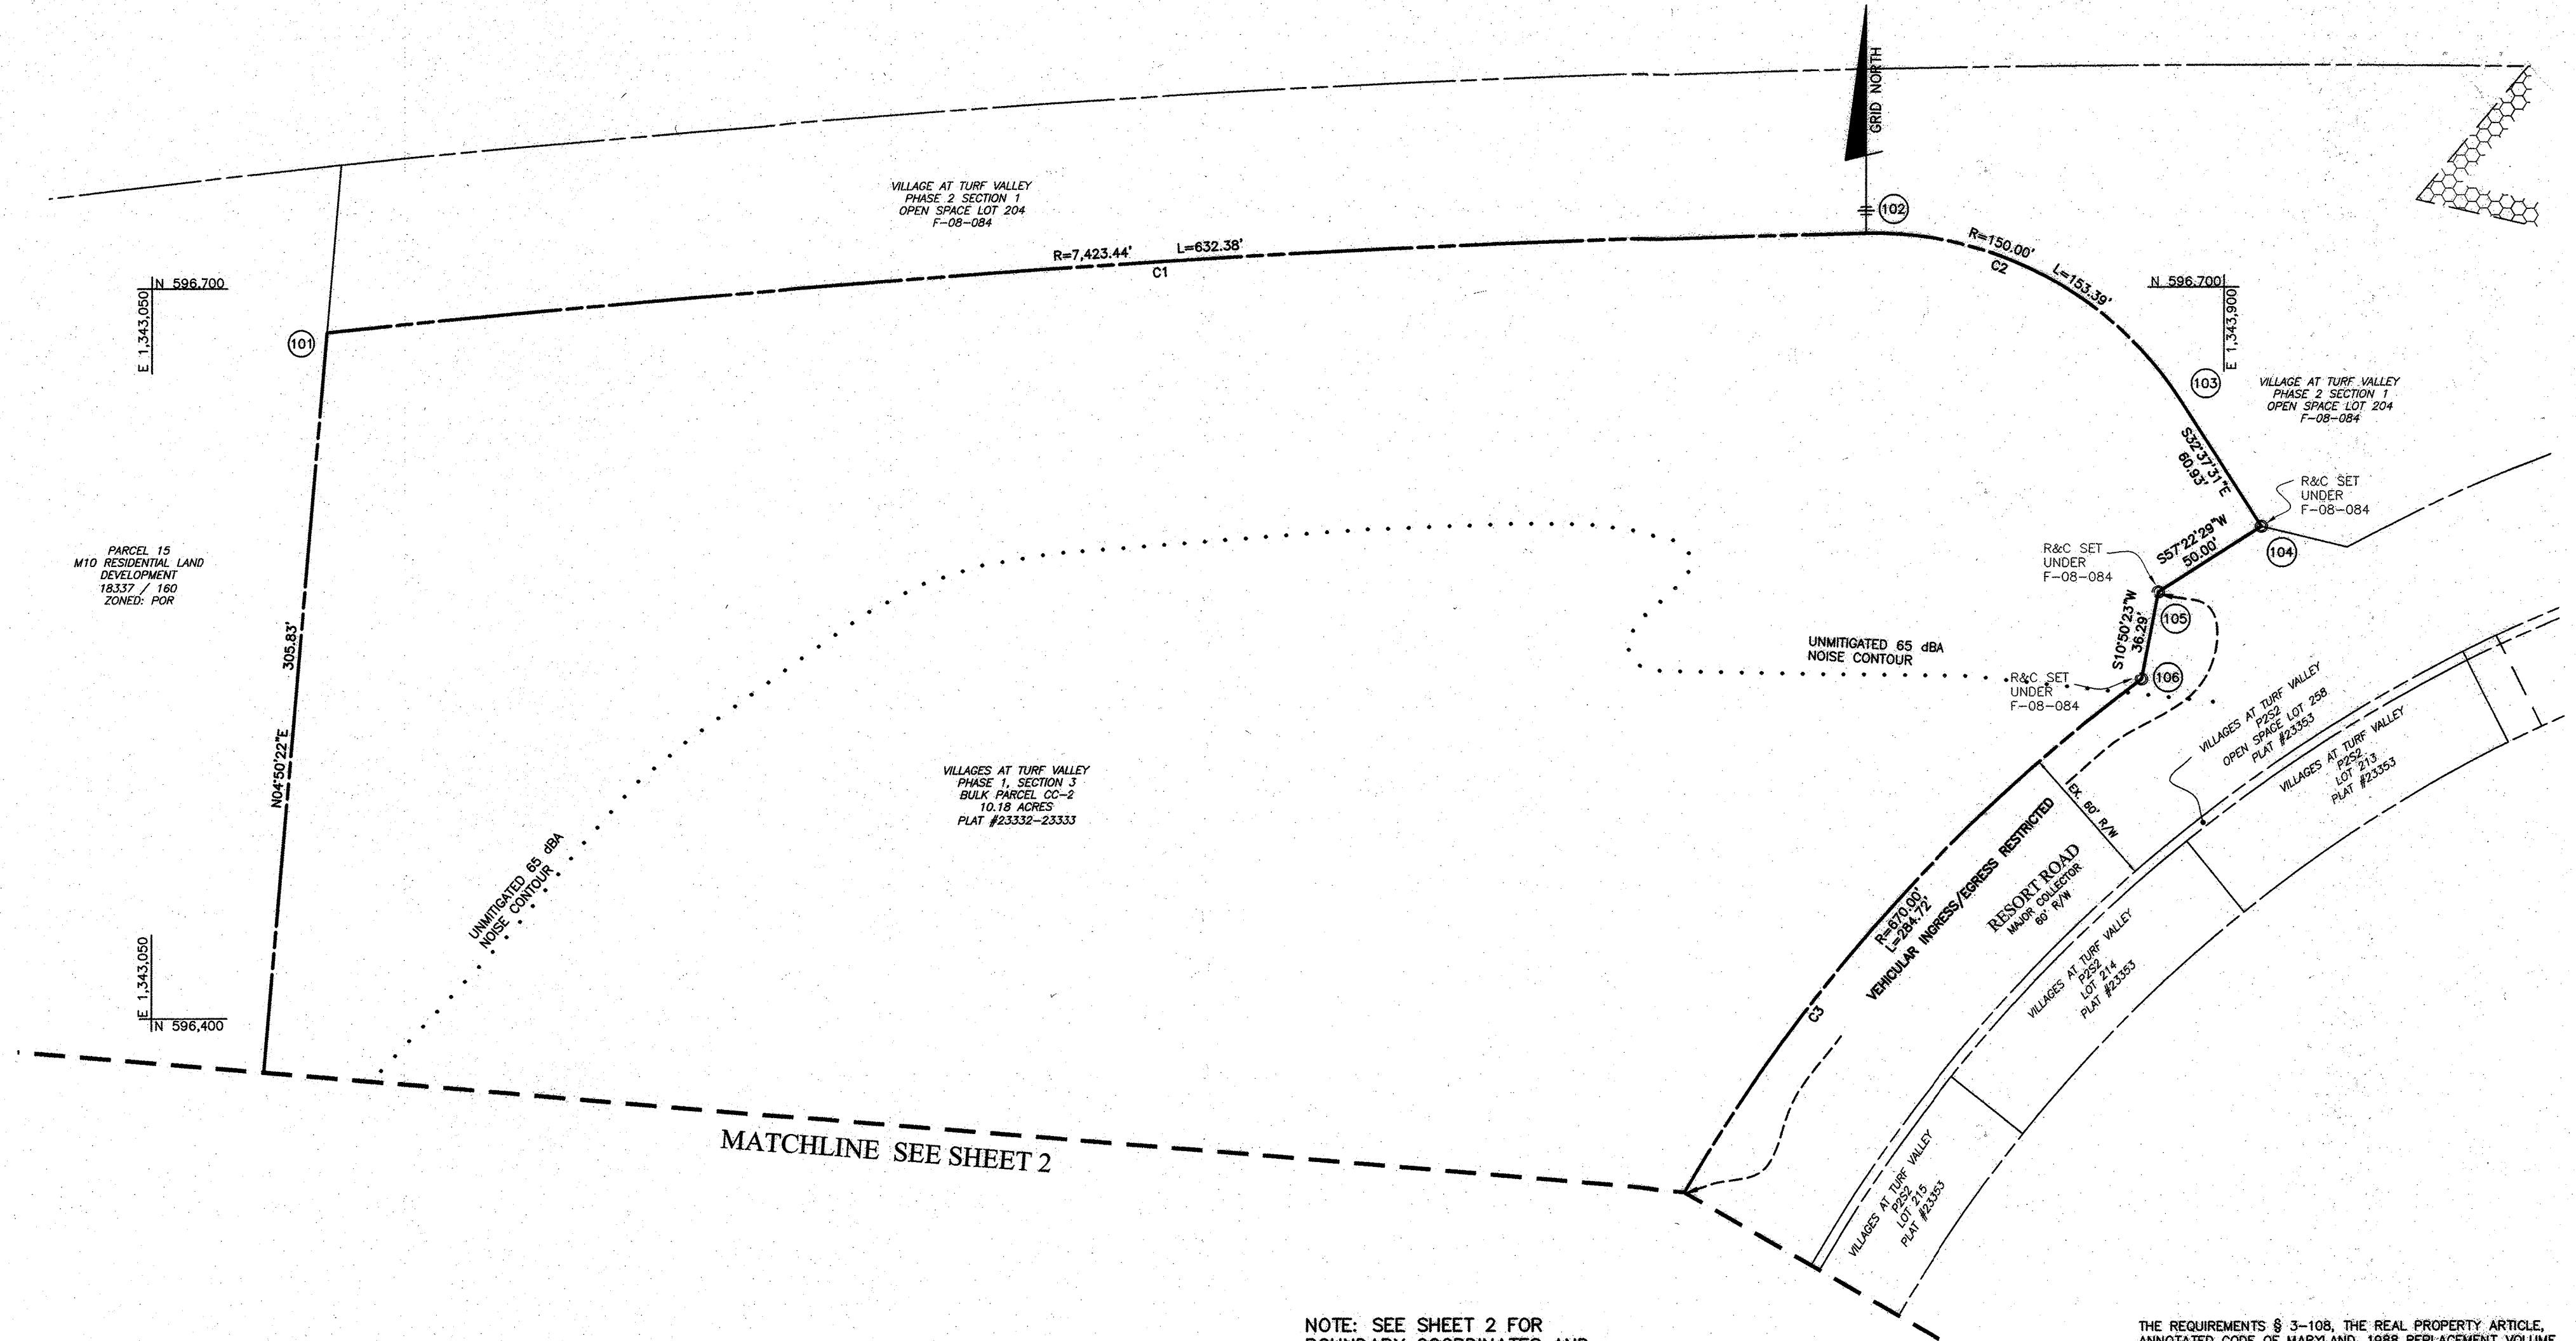 GRID NORTH
102
VILLAGE AT TURF VALLEY
PHASE 2 SECTION 1
OPEN SPACE LOT 204
F-08-084
R=7,423.44'
L=632.38'
C1
R=150.00'
C2
L=153.39'
N 596,700
E 1,343,050
N 596,700
E 1,343,900
101
103
VILLAGE AT TURF VALLEY
PHASE 2 SECTION 1
OPEN SPACE LOT 204
F-08-084
S32°37'31"E
60.93'
R&C SET
UNDER
F-08-084
104
S57°22'29"W
50.00'
R&C SET
UNDER
F-08-084
105
S10°50'23"W
36.29'
106
R&C SET
UNDER
F-08-084
PARCEL 15
M10 RESIDENTIAL LAND
DEVELOPMENT
18337 / 160
ZONED: POR
N04°50'22"E
305.83'
UNMITIGATED 65 dBA
NOISE CONTOUR
VILLAGES AT TURF VALLEY
PHASE 1, SECTION 3
BULK PARCEL CC-2
10.18 ACRES
PLAT #23332-23333
UNMITIGATED 65 dBA
NOISE CONTOUR
VILLAGES AT TURF VALLEY
P2S2
OPEN SPACE LOT 258
PLAT #23353
VILLAGES AT TURF VALLEY
P2S2
LOT 213
PLAT #23353
EX. 60' R/W
R=670.00'
L=284.72'
VEHICULAR INGRESS/EGRESS RESTRICTED
RESORT ROAD
MAJOR COLLECTOR
60' R/W
C3
VILLAGES AT TURF VALLEY
P2S2
LOT 214
PLAT #23353
VILLAGES AT TURF VALLEY
P2S2
LOT 215
PLAT #23353
E 1,343,050
N 596,400
MATCHLINE SEE SHEET 2
NOTE: SEE SHEET 2 FOR
BOUNDARY COORDINATES AND
THE REQUIREMENTS § 3-108, THE REAL PROPERTY ARTICLE,
ANNOTATED CODE OF MARYLAND, 1988 REPLACEMENT VOLUME